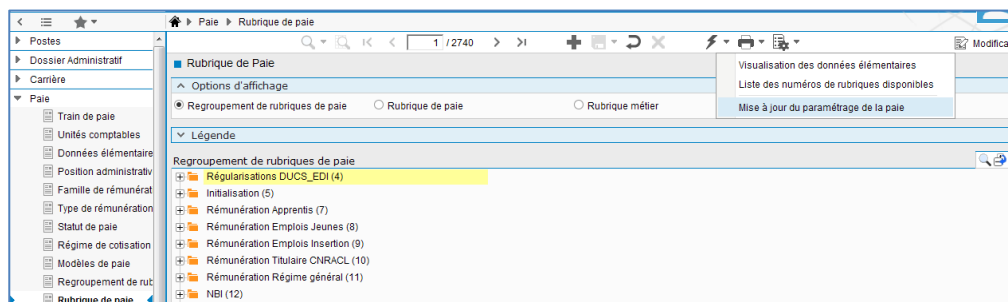 Paie Rubrique de paie
Postes
Dossier Administratif
Carrière
Paie
Train de paie
Unités comptables
Données élémentaire
Position administrativ
Famille de rémunérat
Type de rémunération
Statut de paie
Régime de cotisation
Modèles de paie
Regroupement de rub
Rubrique de paie
1 / 2740
Modifica
Rubrique de Paie
Visualisation des données élémentaires
Liste des numéros de rubriques disponibles
Mise à jour du paramétrage de la paie
Options d'affichage
Regroupement de rubriques de paie Rubrique de paie Rubrique métier
Légende
Regroupement de rubriques de paie
Régularisations DUCS_EDI (4)
Initialisation (5)
Rémunération Apprentis (7)
Rémunération Emplois Jeunes (8)
Rémunération Emplois Insertion (9)
Rémunération Titulaire CNRACL (10)
Rémunération Régime général (11)
NBI (12)